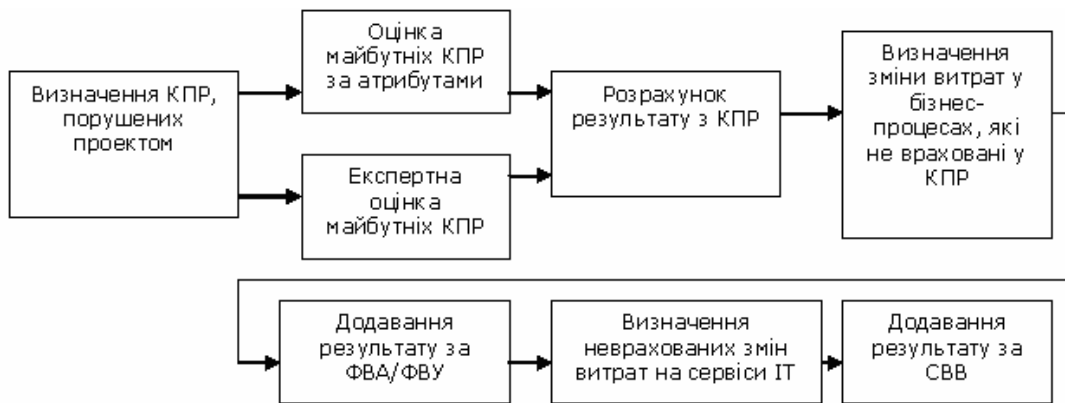 Визначення КПР,
порушених
проектом
Оцінка
майбутніх КПР
за атрибутами
Експертна
оцінка
майбутніх КПР
Розрахунок
результату з КПР
Визначення
зміни витрат у
бізнес-
процесах, які
не враховані у
КПР
Додавання
результату за
ФВА/ФВУ
Визначення
неврахованих змін
витрат на сервіси ІТ
Додавання
результату за
СВВ